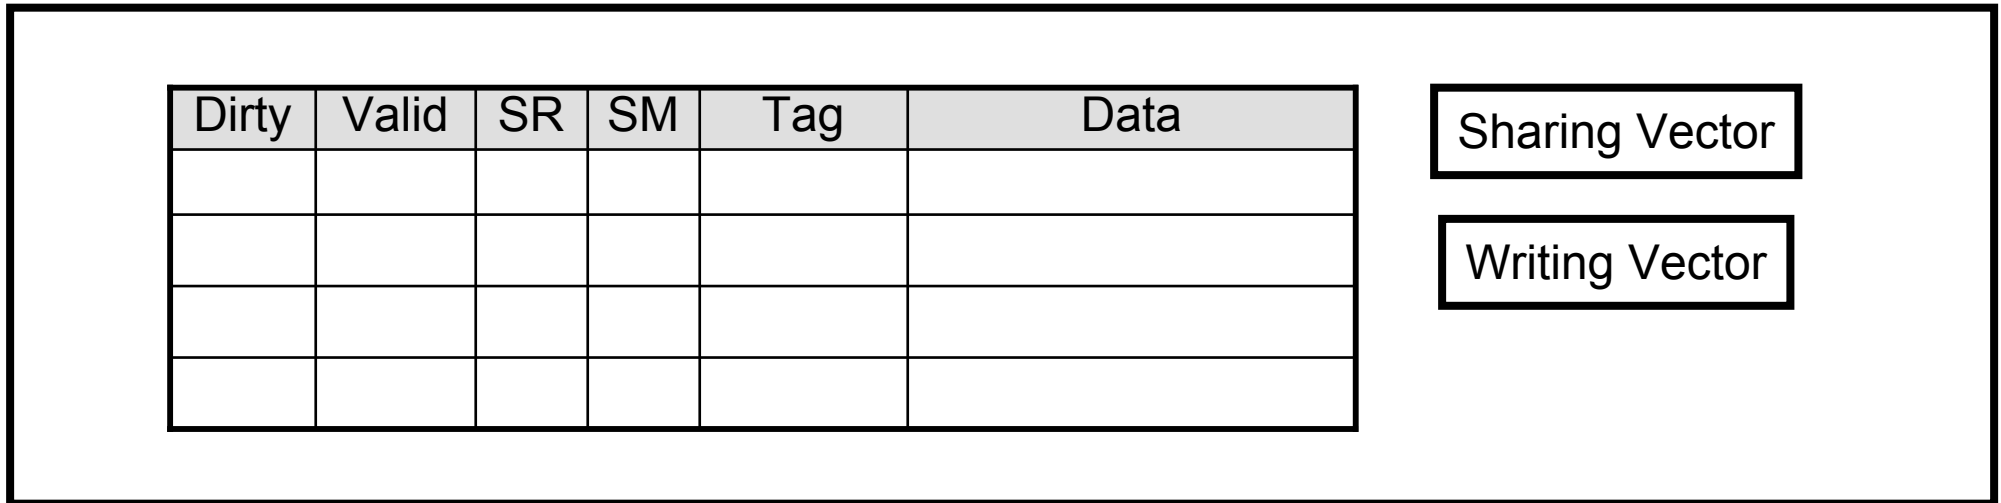 Dirty Valid SR SM Tag Data
Sharing Vector
Writing Vector